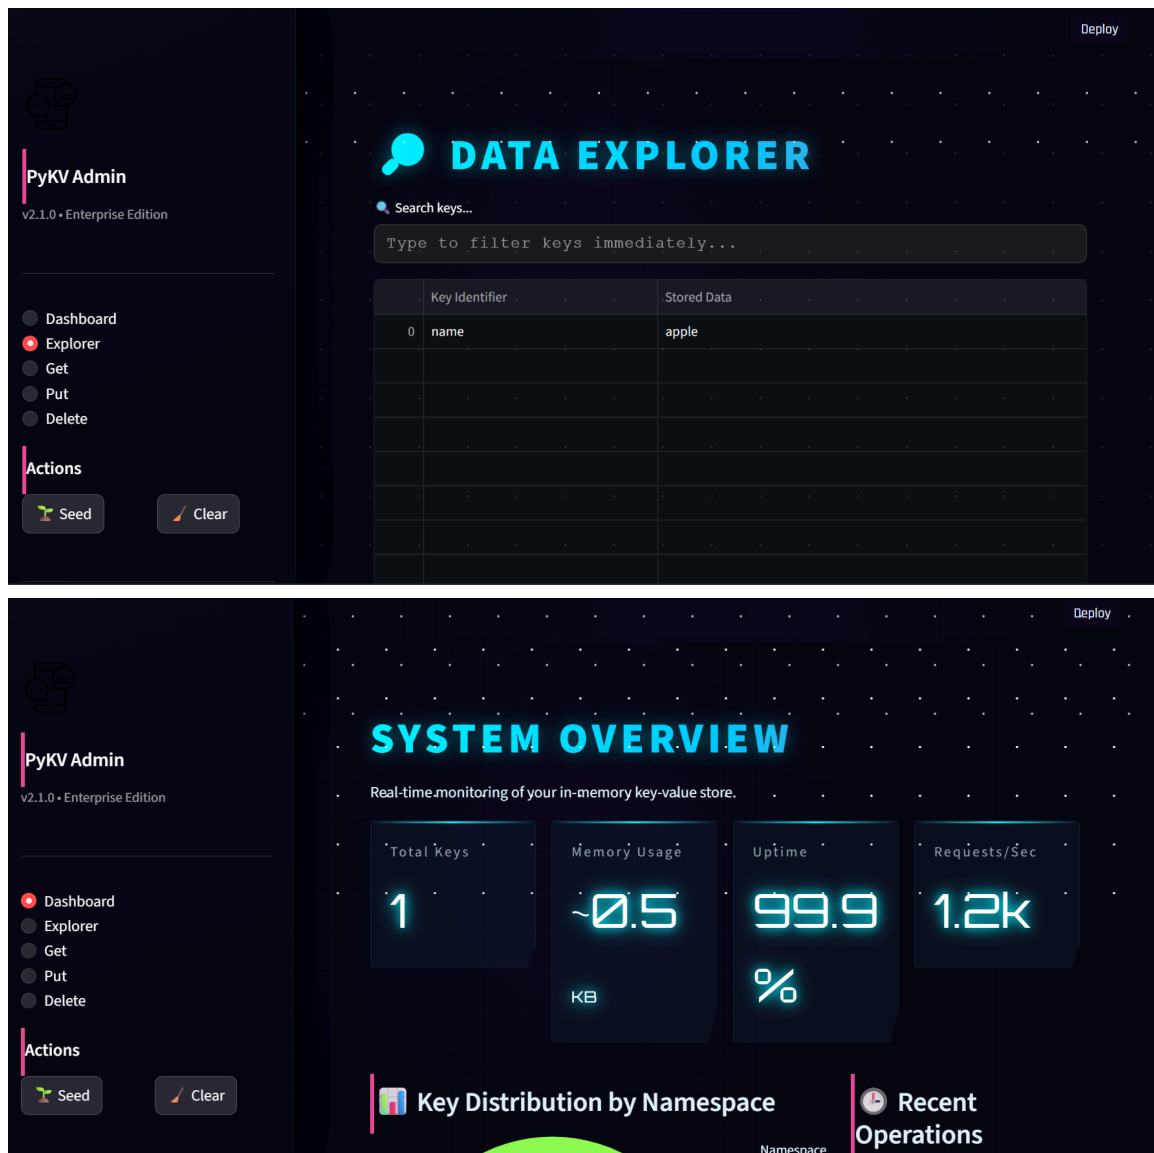 Deploy
PyKV Admin
v2.1.0 • Enterprise Edition
Dashboard
Explorer
Get
Put
Delete
Actions
Seed
Clear
DATA EXPLORER
Search keys...
Type to filter keys immediately...
Key Identifier
Stored Data
0
name
apple
Deploy
PyKV Admin
v2.1.0 • Enterprise Edition
Dashboard
Explorer
Get
Put
Delete
Actions
Seed
Clear
SYSTEM OVERVIEW
Real-time monitoring of your in-memory key-value store.
Total Keys
1
Memory Usage
~0.5
KB
Uptime
99.9
%
Requests/Sec
1.2k
Key Distribution by Namespace
Namespace
Recent
Operations